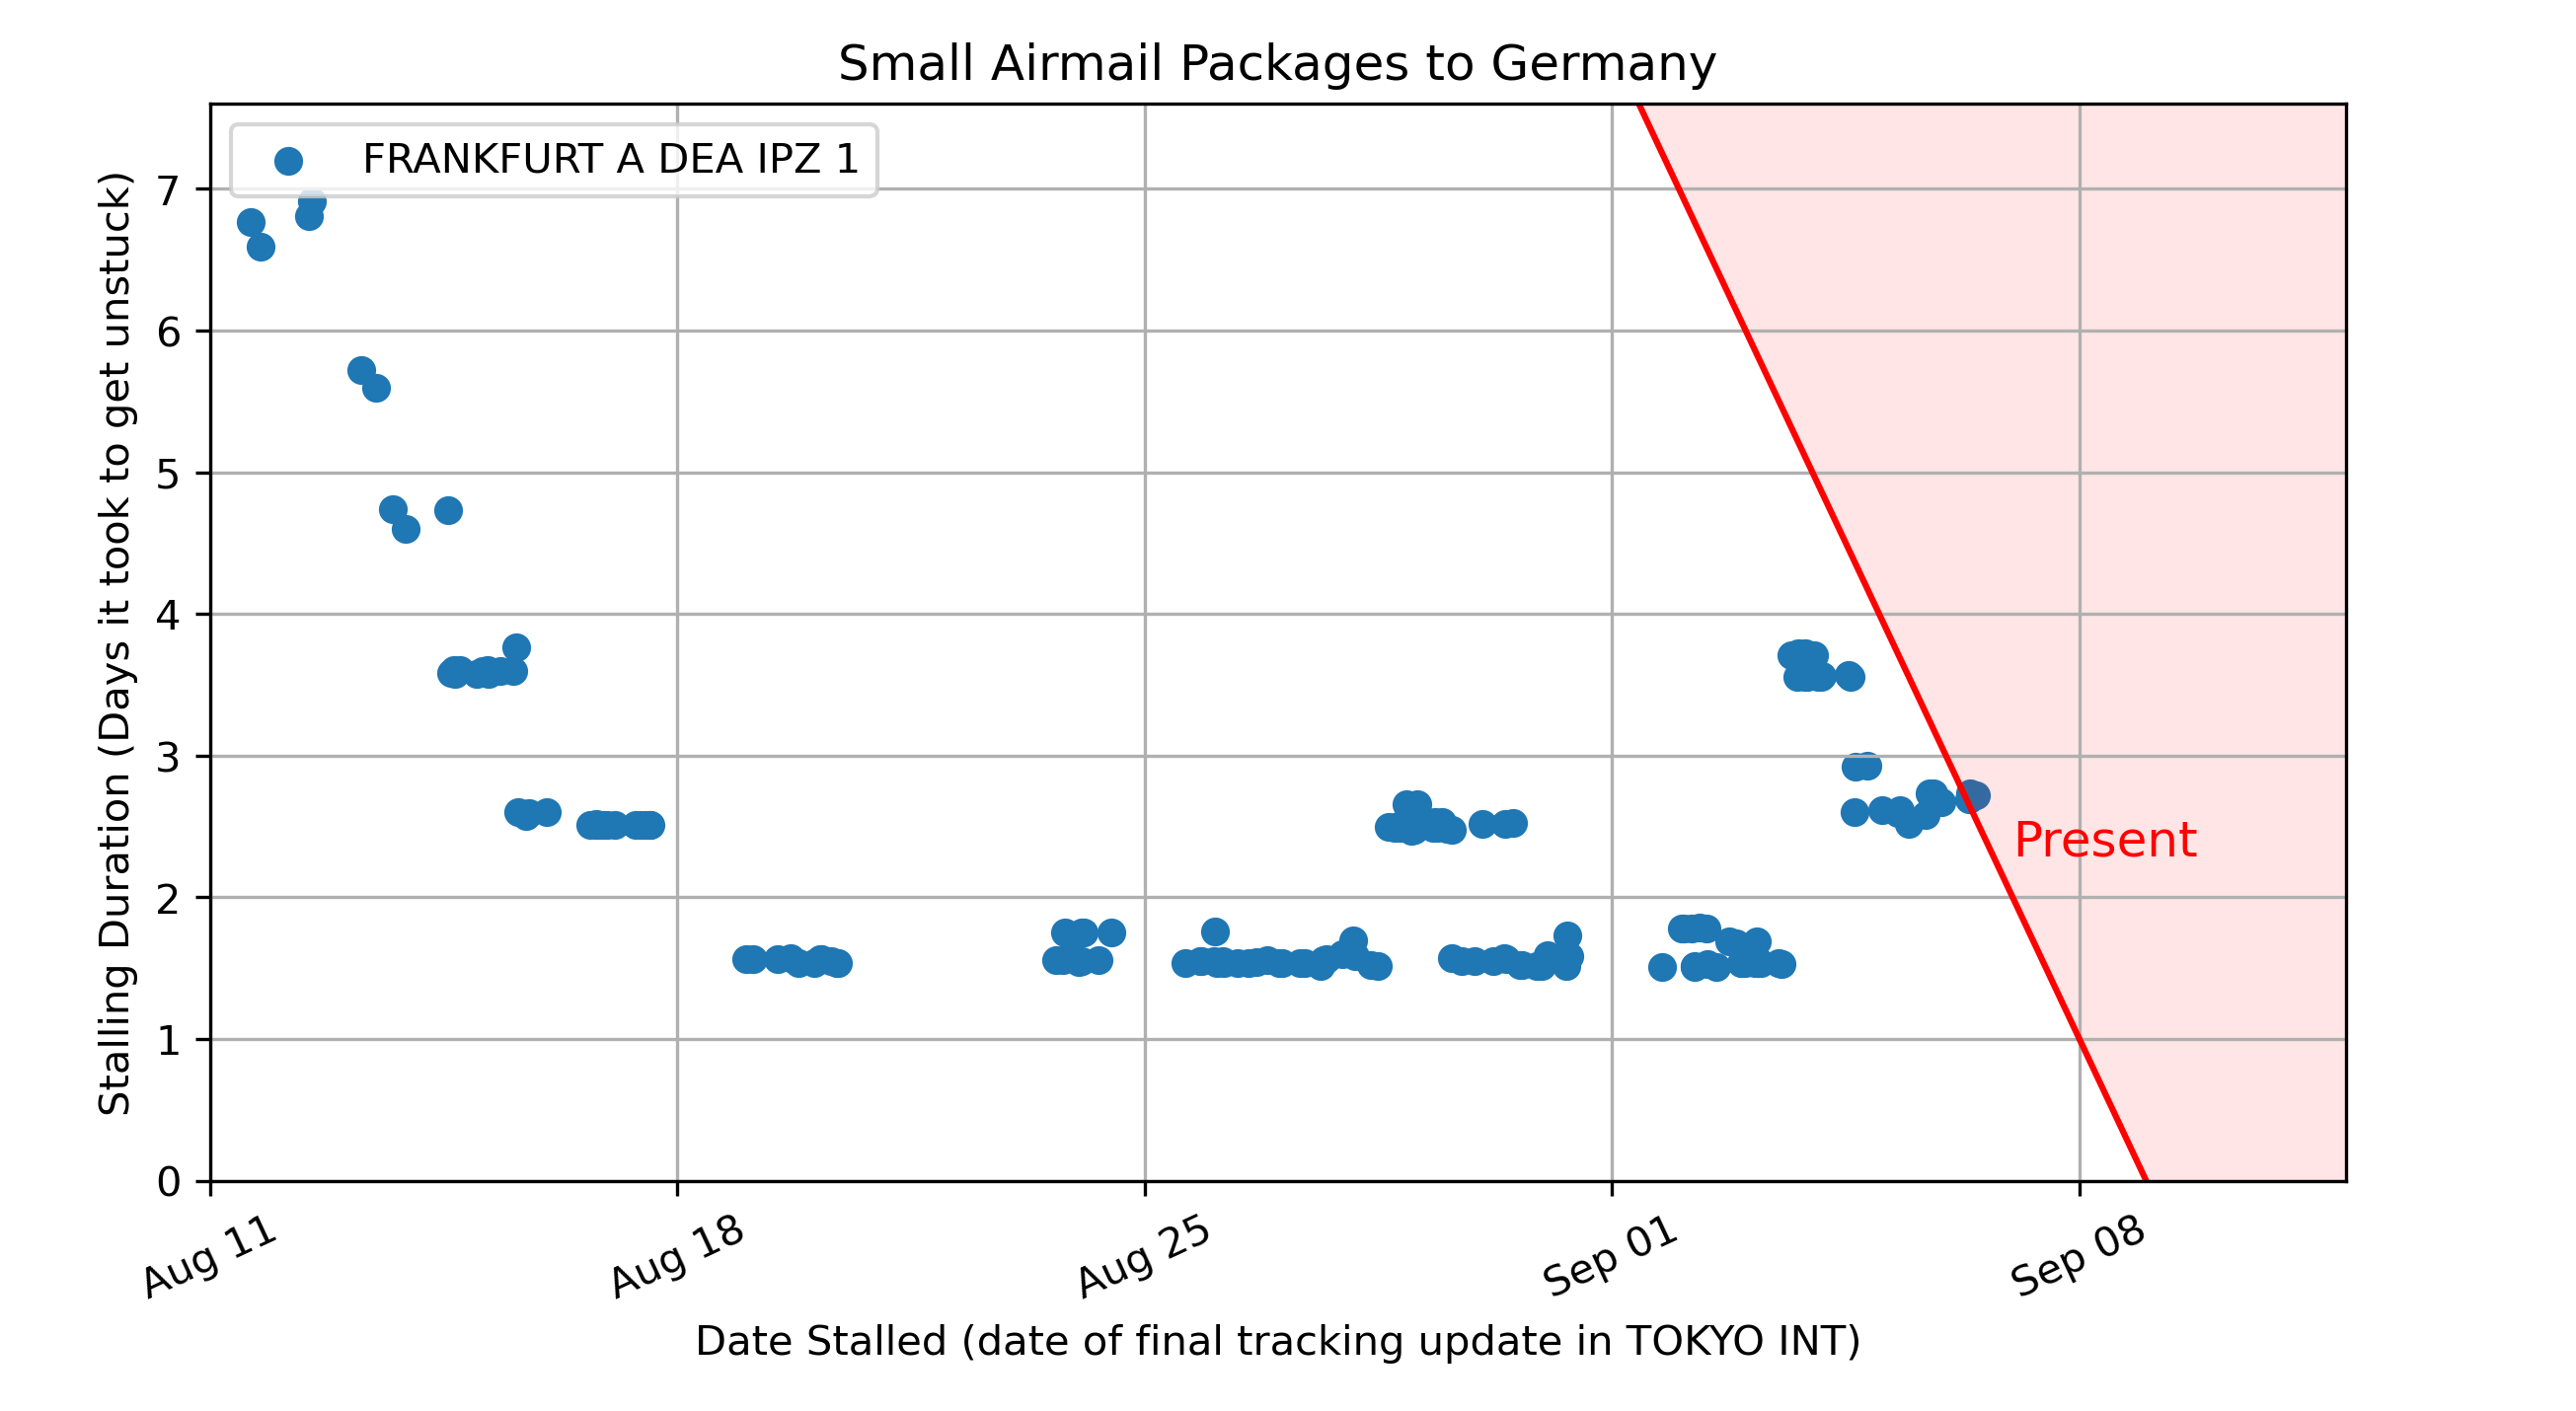 Small Airmail Packages to Germany
FRANKFURT A DEA IPZ 1
Stalling Duration (Days it took to get unstuck)
7
6
5
4
3
2
1
0
Present
Aug 11
Aug 18
Aug 25
Sep 01
Sep 08
Date Stalled (date of final tracking update in TOKYO INT)